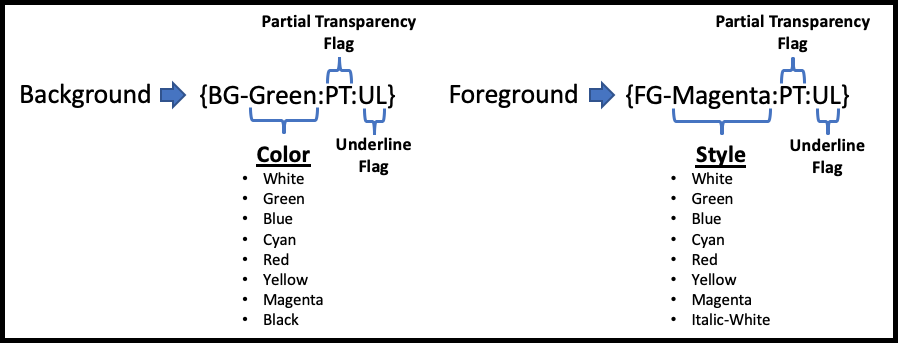 Partial Transparency
Flag
Background {BG-Green:PT:UL}
Underline
Flag
Color
• White
• Green
• Blue
• Cyan
• Red
• Yellow
• Magenta
• Black
Partial Transparency
Flag
Foreground {FG-Magenta:PT:UL}
Underline
Flag
Style
• White
• Green
• Blue
• Cyan
• Red
• Yellow
• Magenta
• Italic-White